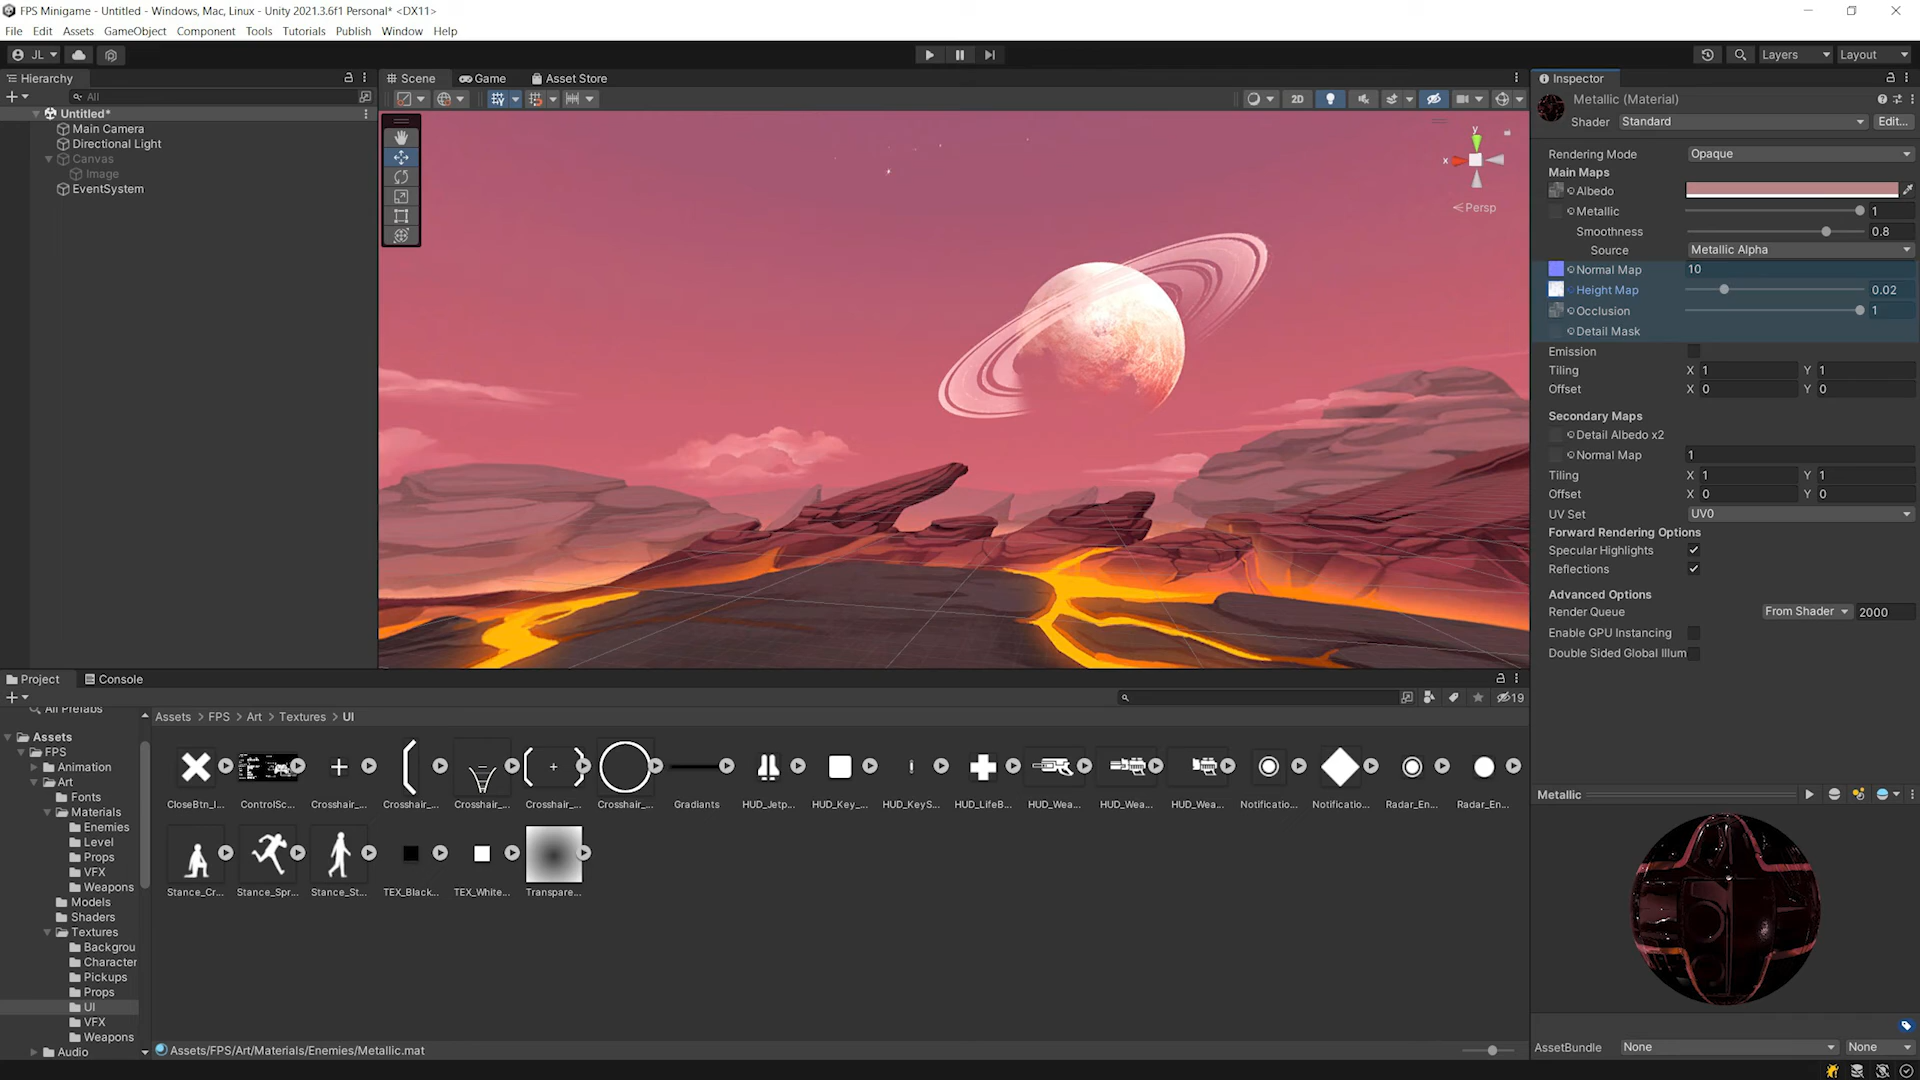 FPS Minigame - Untitled - Windows, Mac, Linux - Unity 2021.3.6f1 Personal* <DX11>
File Edit Assets GameObject Component Tools Tutorials Publish Window Help
JL
Layers Layout
Hierarchy
All
Untitled*
Main Camera
Directional Light
Canvas
Image
EventSystem
Scene Game Asset Store
2D
y
x
Persp
Inspector
Metallic (Material)
Shader Standard Edit...
Rendering Mode Opaque
Main Maps
Albedo
Metallic 1
Smoothness 0.8
Source Metallic Alpha
Normal Map 10
Height Map 0.02
Occlusion 1
Detail Mask
Emission
Tiling X 1 Y 1
Offset X 0 Y 0
Secondary Maps
Detail Albedo x2
Normal Map 1
Tiling X 1 Y 1
Offset X 0 Y 0
UV Set UV0
Forward Rendering Options
Specular Highlights
Reflections
Advanced Options
Render Queue From Shader 2000
Enable GPU Instancing
Double Sided Global Illum
Project Console
19
All Prefabs
Assets
FPS
Animation
Art
Fonts
Materials
Enemies
Level
Props
VFX
Weapons
Models
Shaders
Textures
Backgrou
Character
Pickups
Props
UI
VFX
Weapons
Audio
Assets > FPS > Art > Textures > UI
CloseBtn_I... ControlSc... Crosshair_... Crosshair_... Crosshair_... Crosshair_... Crosshair_... Gradiants HUD_Jetp... HUD_Key_... HUD_KeyS... HUD_LifeB... HUD_Wea... HUD_Wea... HUD_Wea... Notificatio... Notificatio... Radar_En... Radar_En...
Stance_Cr... Stance_Spr... Stance_St... TEX_Black... TEX_White... Transpare...
Assets/FPS/Art/Materials/Enemies/Metallic.mat
Metallic
AssetBundle None None